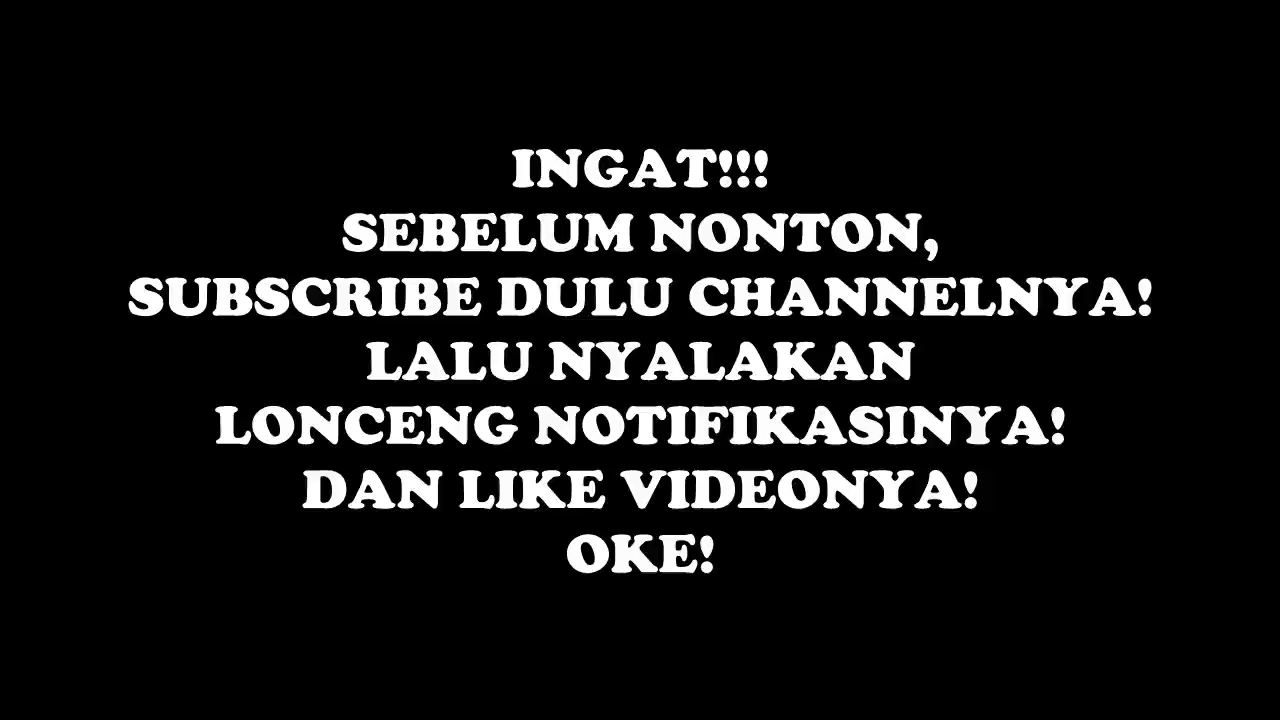 INGAT!!!
SEBELUM NONTON,
SUBSCRIBE DULU CHANNELNYA!
LALU NYALAKAN
LONCENG NOTIFIKASINYA!
DAN LIKE VIDEONYA!
OKE!